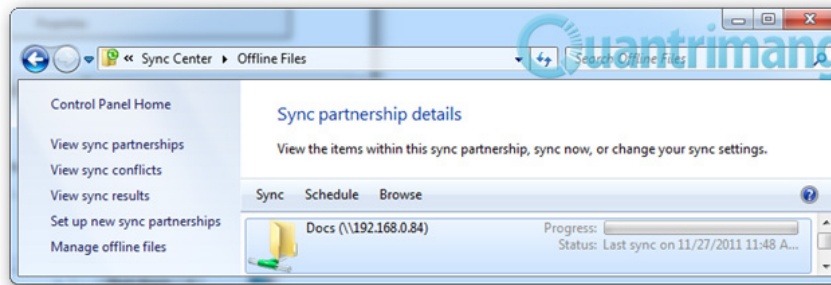 Quantrimang
« Sync Center ▸ Offline Files
Search Offline Files
Control Panel Home
View sync partnerships
View sync conflicts
View sync results
Set up new sync partnerships
Manage offline files
Sync partnership details
View the items within this sync partnership, sync now, or change your sync settings.
Sync Schedule Browse
Docs (\\192.168.0.84)
Progress:
Status: Last sync on 11/27/2011 11:48 A...